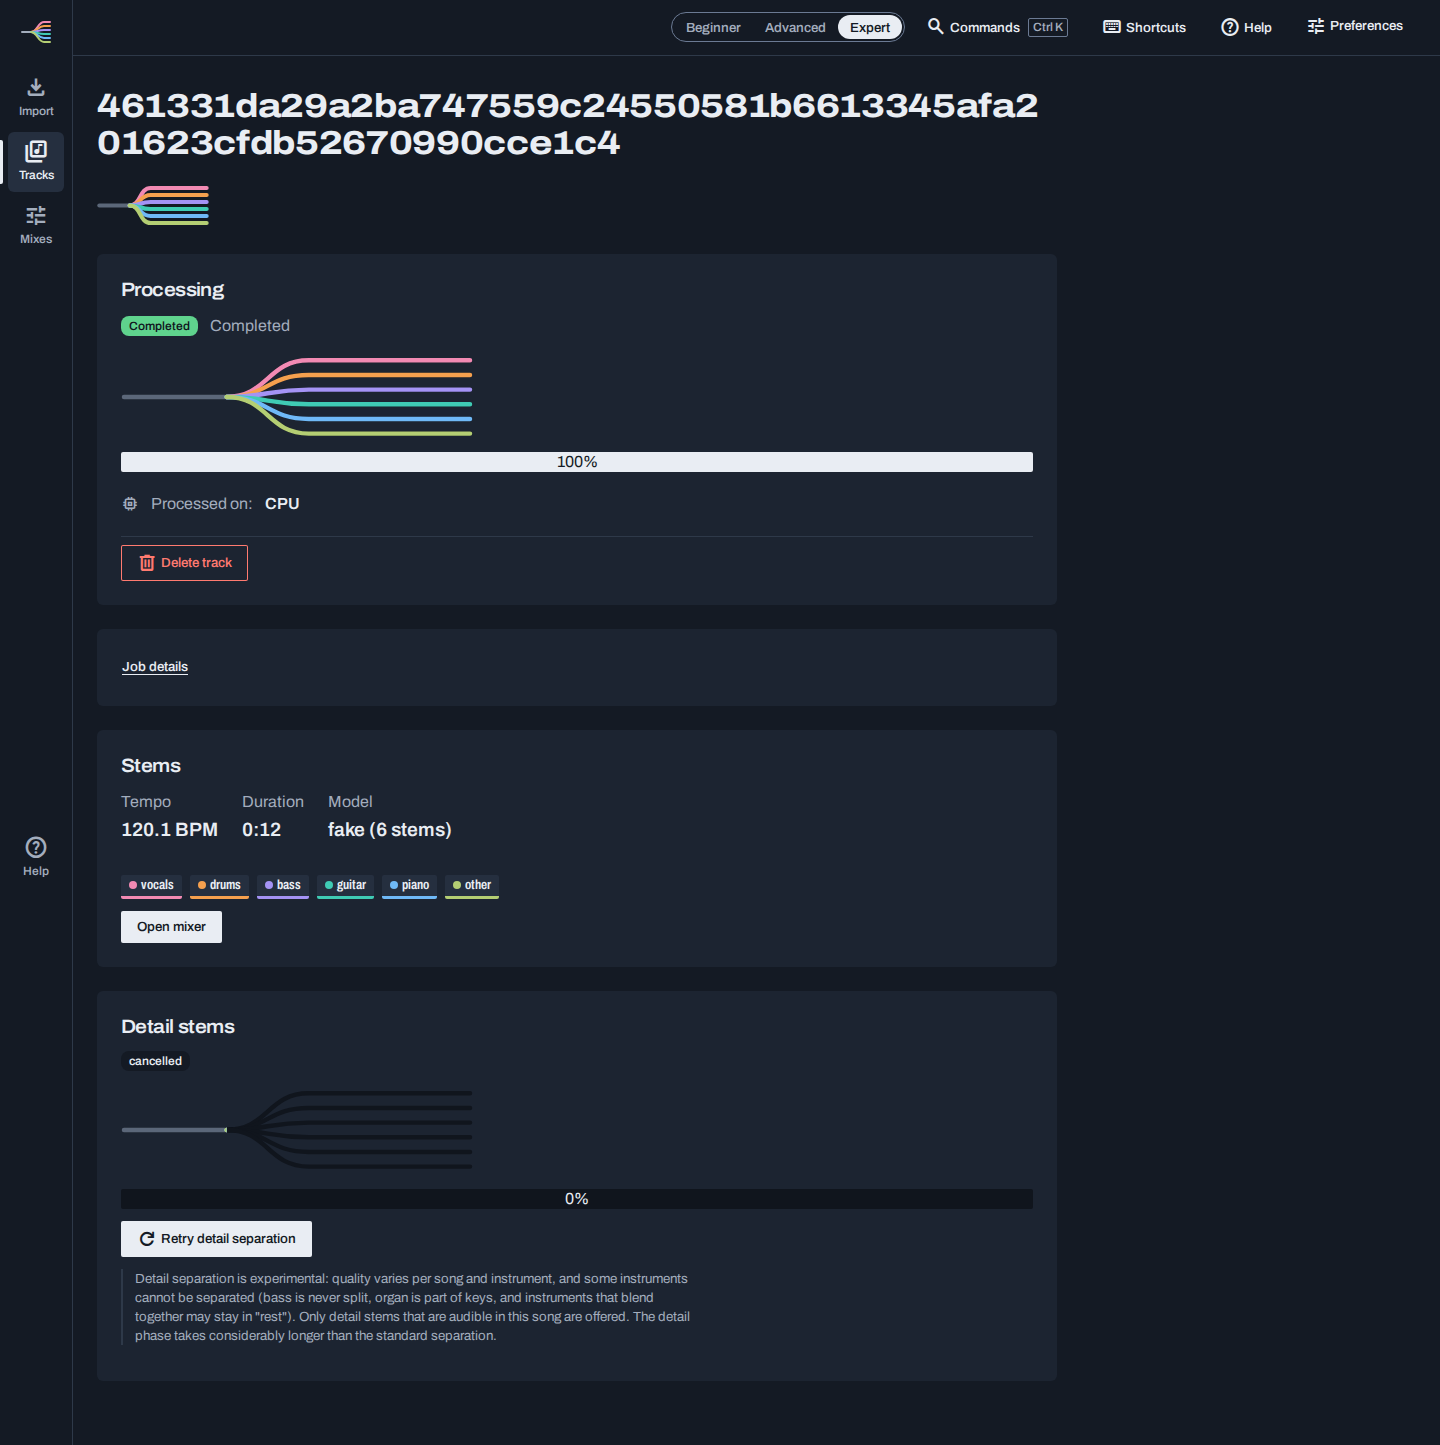 Beginner Advanced Expert Commands Ctrl K Shortcuts Help Preferences
Import
Tracks
Mixes
Help
461331da29a2ba747559c24550581b6613345afa2
01623cfdb52670990cce1c4
Processing
Completed Completed
100%
Processed on: CPU
Delete track
Job details
Stems
Tempo Duration Model
120.1 BPM 0:12 fake (6 stems)
vocals drums bass guitar piano other
Open mixer
Detail stems
cancelled
0%
Retry detail separation
Detail separation is experimental: quality varies per song and instrument, and some instruments
cannot be separated (bass is never split, organ is part of keys, and instruments that blend
together may stay in "rest"). Only detail stems that are audible in this song are offered. The detail
phase takes considerably longer than the standard separation.